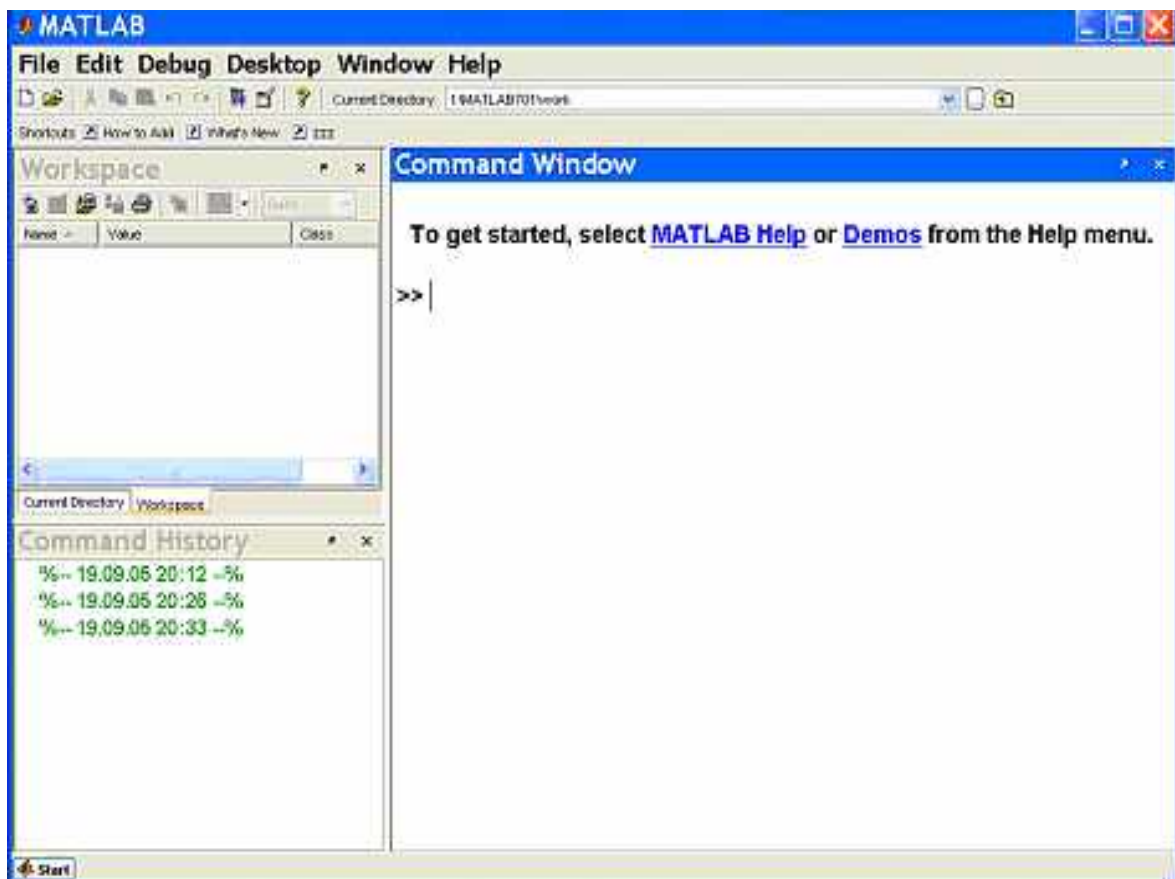 MATLAB
File Edit Debug Desktop Window Help
Current Directory
Shortcuts How to Add What's New
Workspace
Name Value Class
Current Directory Workspace
Command History
%-- 19.09.05 20:12 --%
%-- 19.09.05 20:26 --%
%-- 19.09.05 20:33 --%
Start
Command Window
To get started, select MATLAB Help or Demos from the Help menu.
>>